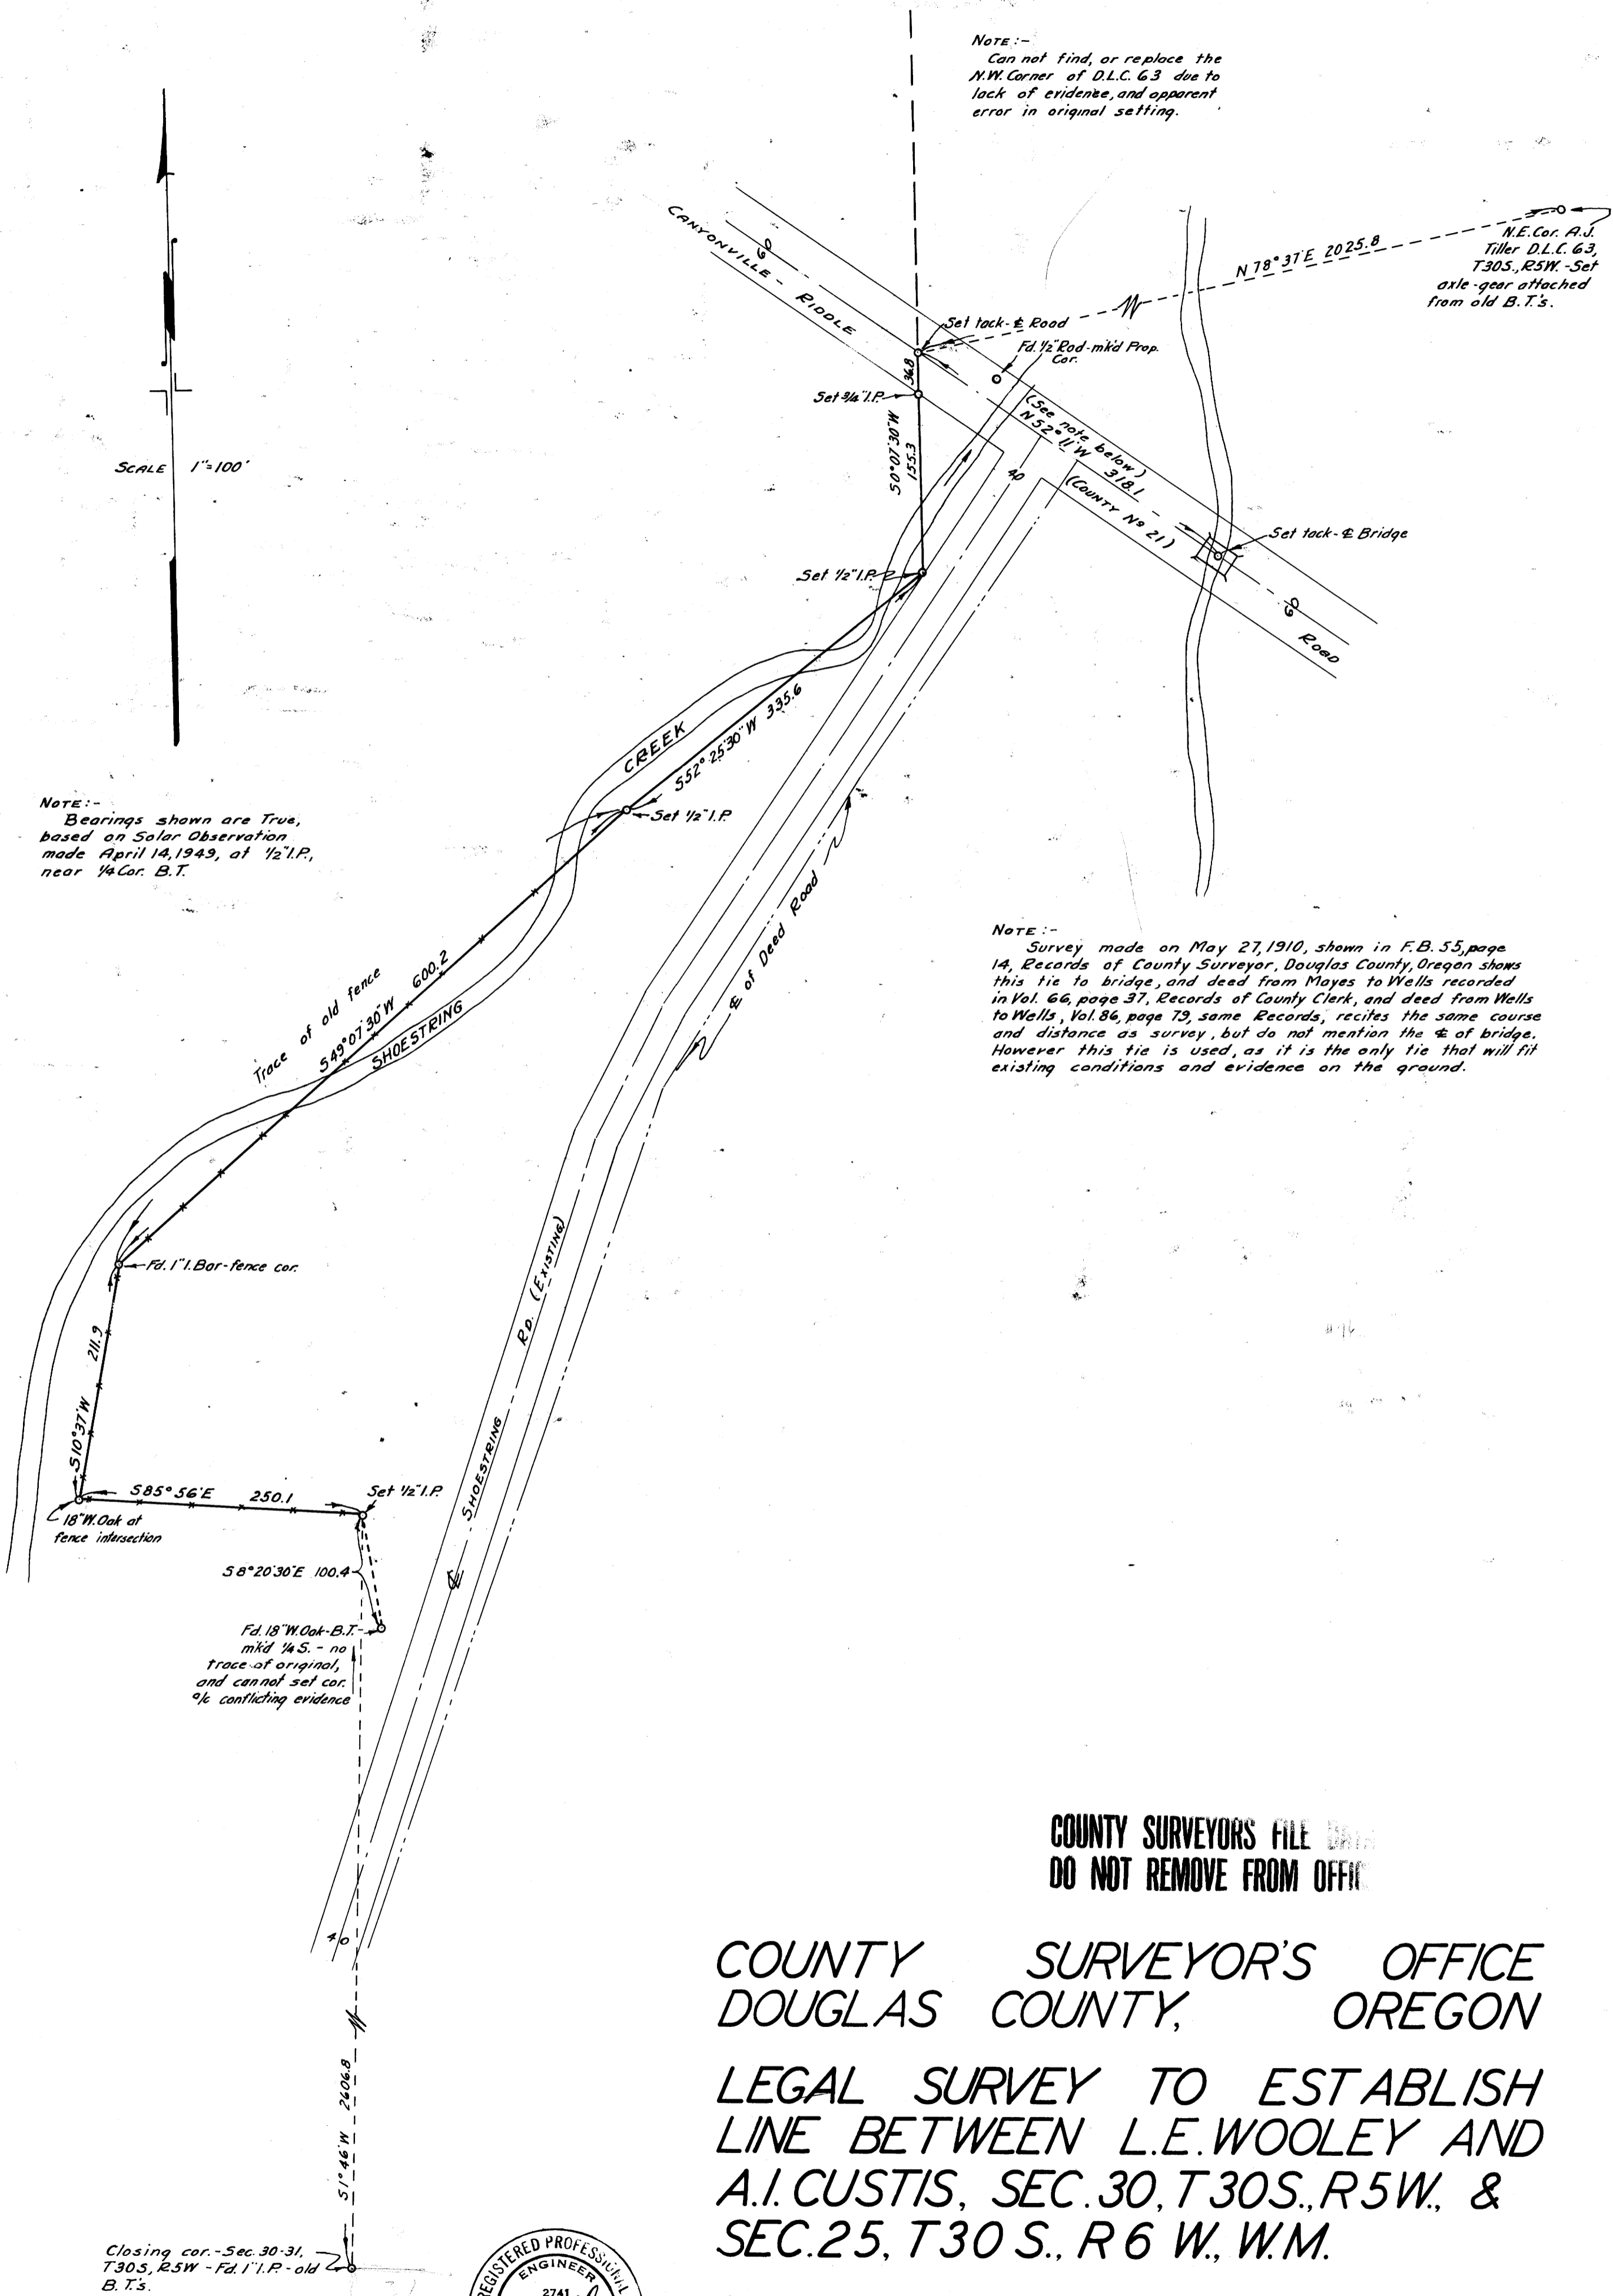 NOTE:-
Can not find, or replace the
N.W. Corner of D.L.C. 63 due to
lack of evidence, and apparent
error in original setting.
N.E. Cor. A.J.
Tiller D.L.C. 63,
T30S., R5W. - Set
axle-gear attached
from old B.T.'s.
N 78° 37' E 2025.8
CANYONVILLE - RIDDLE
Set tack - ℄ Road
Fd. 1/2" Rod - mk'd Prop.
Cor.
36.8
Set 3/4" I.P.
(See note below)
N 52° 11' W 318.1
S 0° 07' 30" W
155.3
40
(COUNTY No 21)
SCALE 1"=100'
Set tack - ℄ Bridge
Set 1/2" I.P.
ROAD
CREEK
S52° 25' 30" W 335.6
Set 1/2" I.P.
NOTE:-
Bearings shown are True,
based on Solar Observation
made April 14, 1949, at 1/2" I.P.,
near 1/4 Cor. B.T.
℄ of Deed Road
NOTE:-
Survey made on May 27, 1910, shown in F.B. 55, page
14, Records of County Surveyor, Douglas County, Oregon shows
this tie to bridge, and deed from Mayes to Wells recorded
in Vol. 66, page 37, Records of County Clerk, and deed from Wells
to Wells, Vol. 86, page 79, same Records, recites the same course
and distance as survey, but do not mention the ℄ of bridge.
However this tie is used, as it is the only tie that will fit
existing conditions and evidence on the ground.
Trace of old fence
S49° 07' 30" W 600.2
SHOESTRING
Fd. 1" I. Bar - fence cor.
RD. (EXISTING)
211.9
S 10° 37' W
SHOESTRING
S85° 56' E 250.1
Set 1/2" I.P.
18" W. Oak at
fence intersection
S 8° 20' 30" E 100.4
℄
Fd. 18" W. Oak - B.T. -
mk'd 1/4 S. - no
trace of original,
and cannot set cor.
a/c conflicting evidence
COUNTY SURVEYORS FILE
DO NOT REMOVE FROM
40
COUNTY SURVEYOR'S OFFICE
DOUGLAS COUNTY, OREGON
LEGAL SURVEY TO ESTABLISH
LINE BETWEEN L.E. WOOLEY AND
A.I. CUSTIS, SEC. 30, T 30 S., R 5 W., &
SEC. 25, T 30 S., R 6 W., W.M.
S 1° 46' W 2606.8
Closing cor. - Sec. 30-31,
T30S, R5W - Fd. 1" I.P. - old
B.T.'s.
REGISTERED PROFESSIONAL
ENGINEER
2741